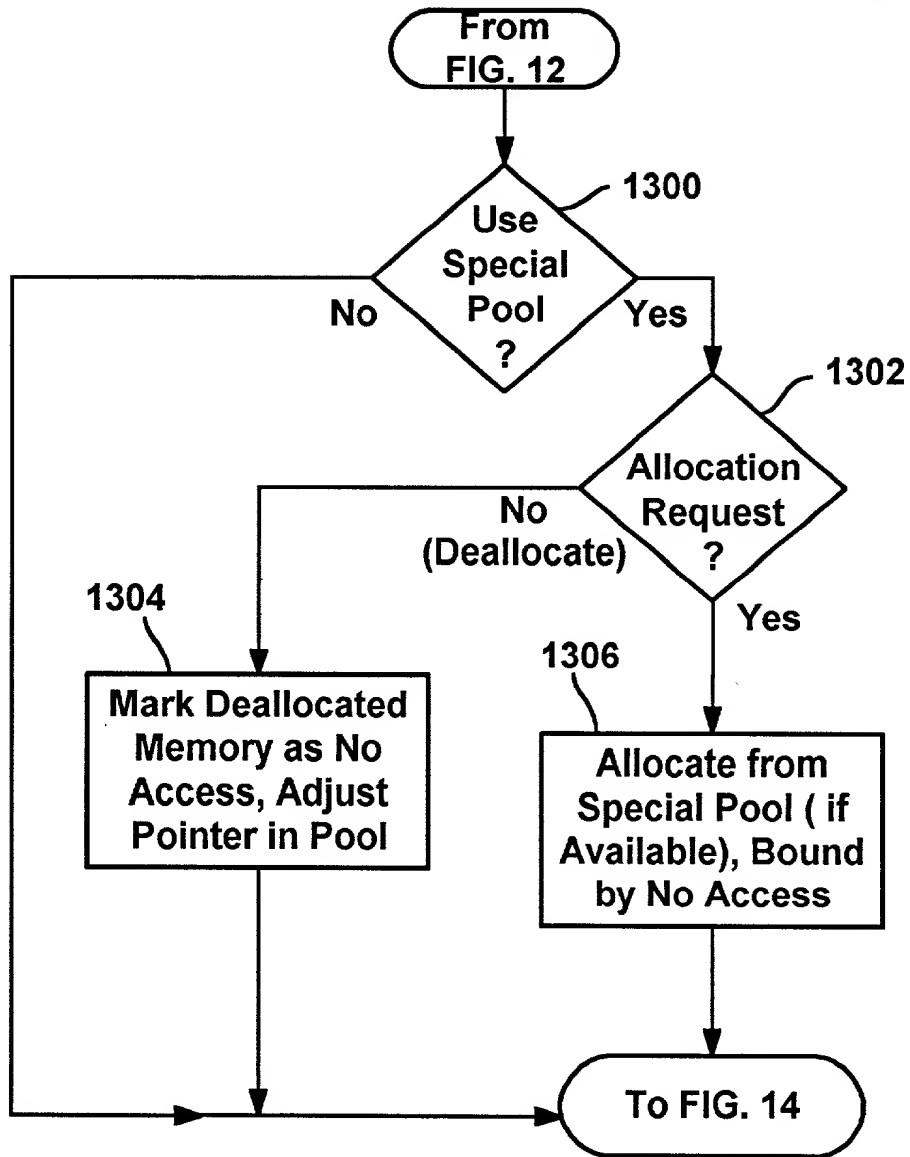 From
FIG. 12
1300
Use
Special
Pool
?
No
Yes
1302
Allocation
Request
?
No
(Deallocate)
Yes
1304
Mark Deallocated
Memory as No
Access, Adjust
Pointer in Pool
1306
Allocate from
Special Pool ( if
Available), Bound
by No Access
To FIG. 14